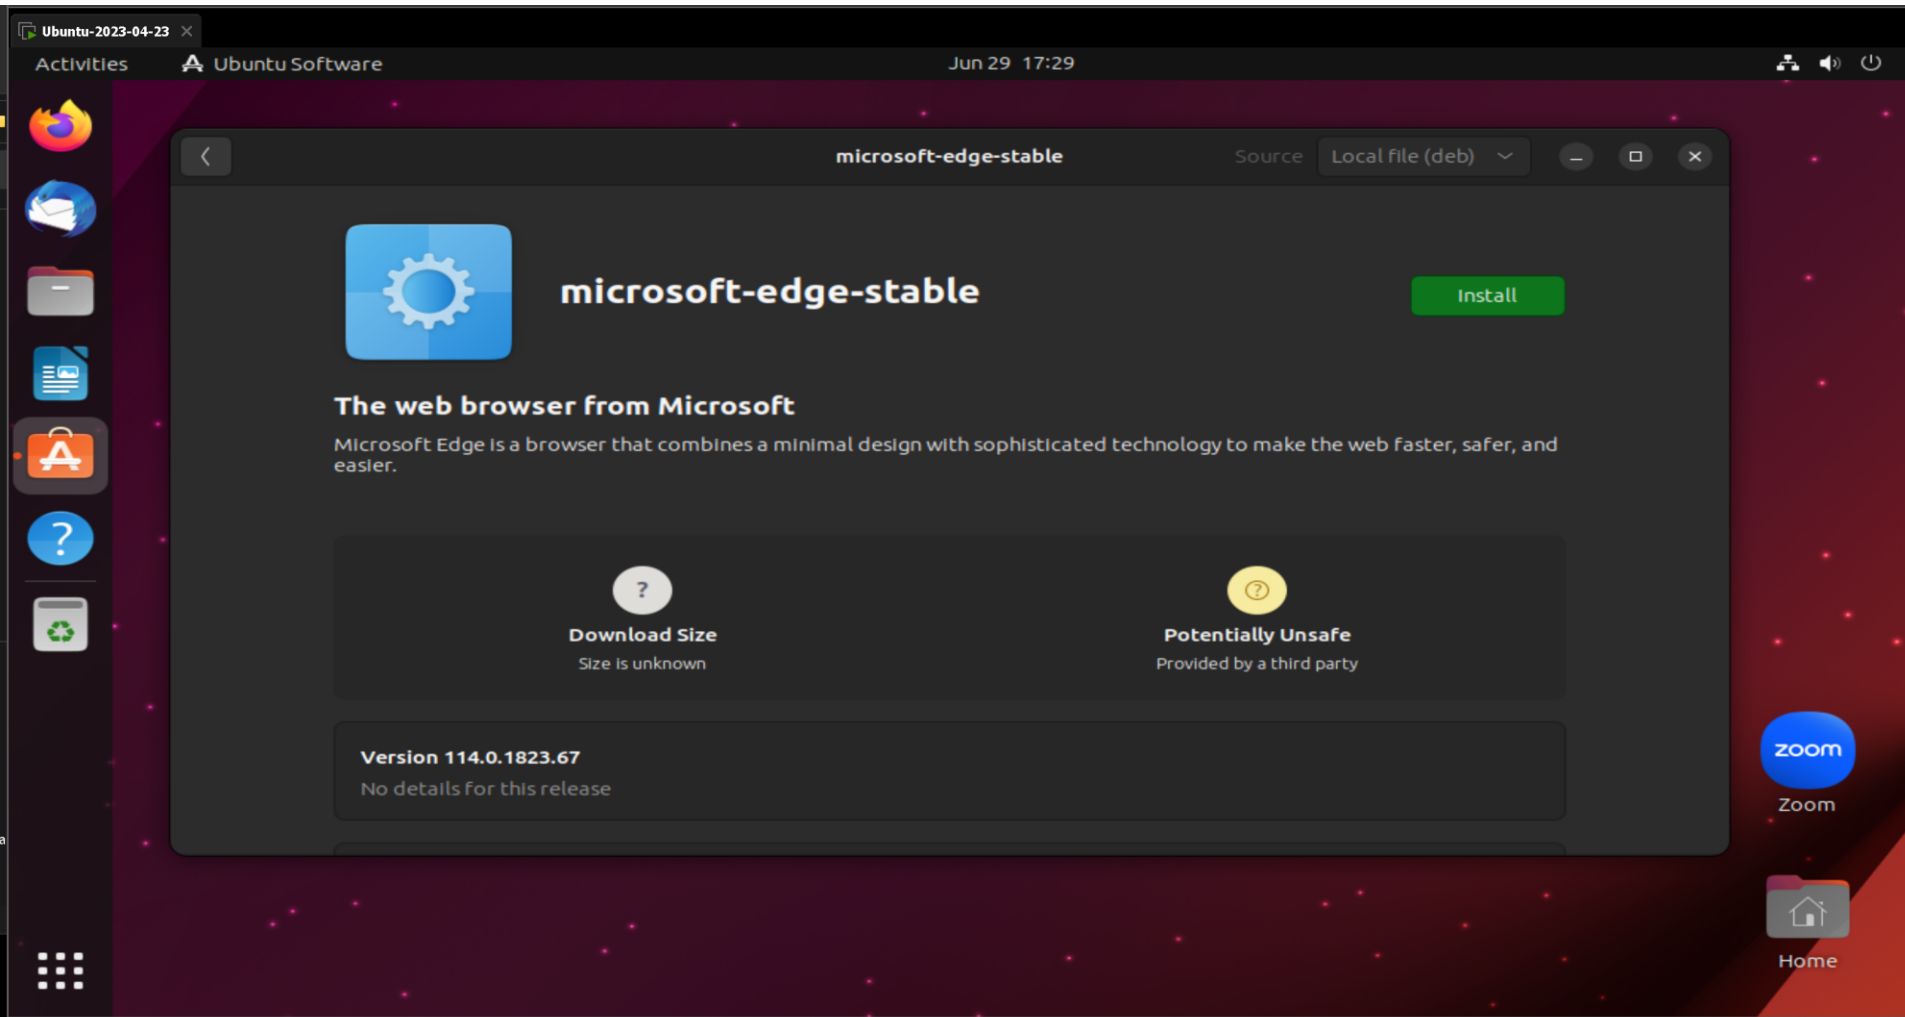 Ubuntu-2023-04-23
Activities
Ubuntu Software
Jun 29 17:29
microsoft-edge-stable
Source
Local file (deb)
microsoft-edge-stable
Install
The web browser from Microsoft
Microsoft Edge is a browser that combines a minimal design with sophisticated technology to make the web faster, safer, and
easier.
?
Download Size
Size is unknown
?
Potentially Unsafe
Provided by a third party
Version 114.0.1823.67
No details for this release
?
zoom
Zoom
Home
a